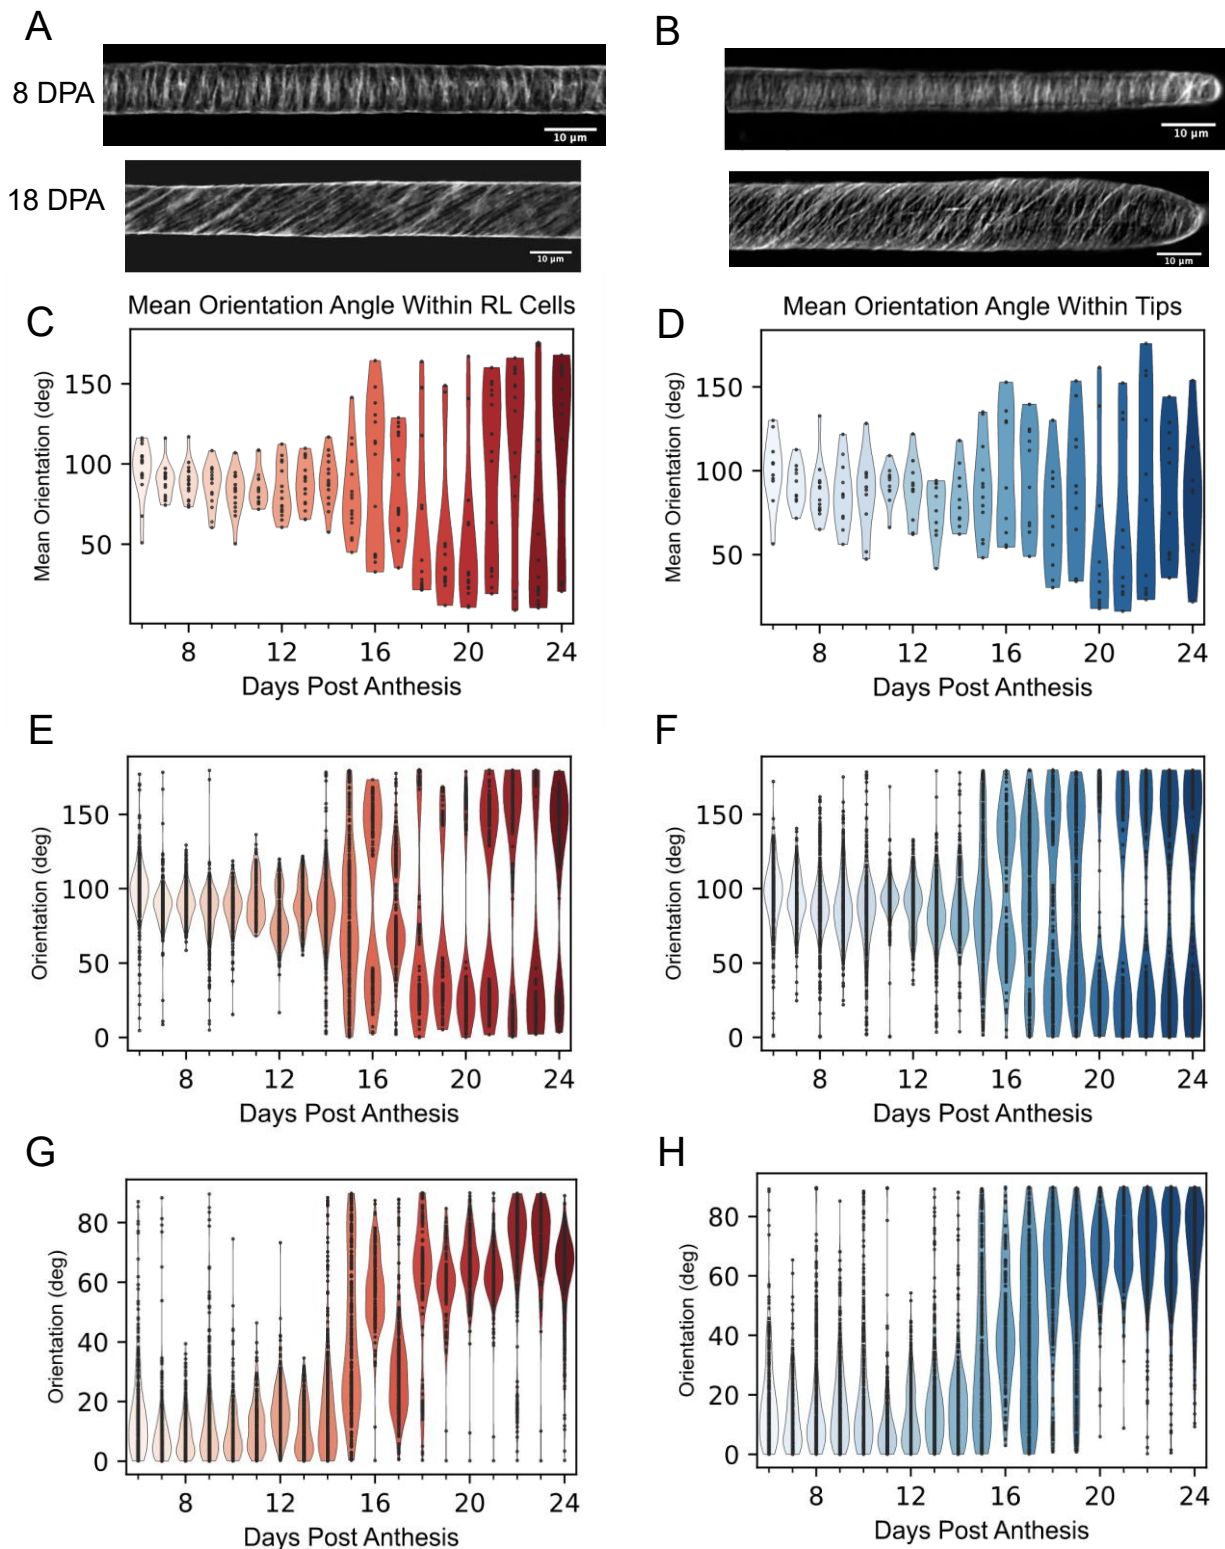 A
B
8 DPA
10 µm
10 µm
18 DPA
10 µm
10 µm
C
Mean Orientation Angle Within RL Cells
Mean Orientation (deg)
150
100
50
8 12 16 20 24
Days Post Anthesis
D
Mean Orientation Angle Within Tips
Mean Orientation (deg)
150
100
50
8 12 16 20 24
Days Post Anthesis
E
Orientation (deg)
150
100
50
0
8 12 16 20 24
Days Post Anthesis
F
Orientation (deg)
150
100
50
0
8 12 16 20 24
Days Post Anthesis
G
Orientation (deg)
80
60
40
20
0
8 12 16 20 24
Days Post Anthesis
H
Orientation (deg)
80
60
40
20
0
8 12 16 20 24
Days Post Anthesis